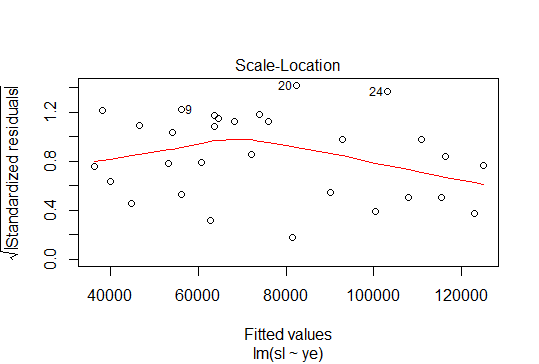 Scale-Location
√|Standardized residuals|
0.0 0.4 0.8 1.2
20
24
9
40000 60000 80000 100000 120000
Fitted values
lm(sl ~ ye)